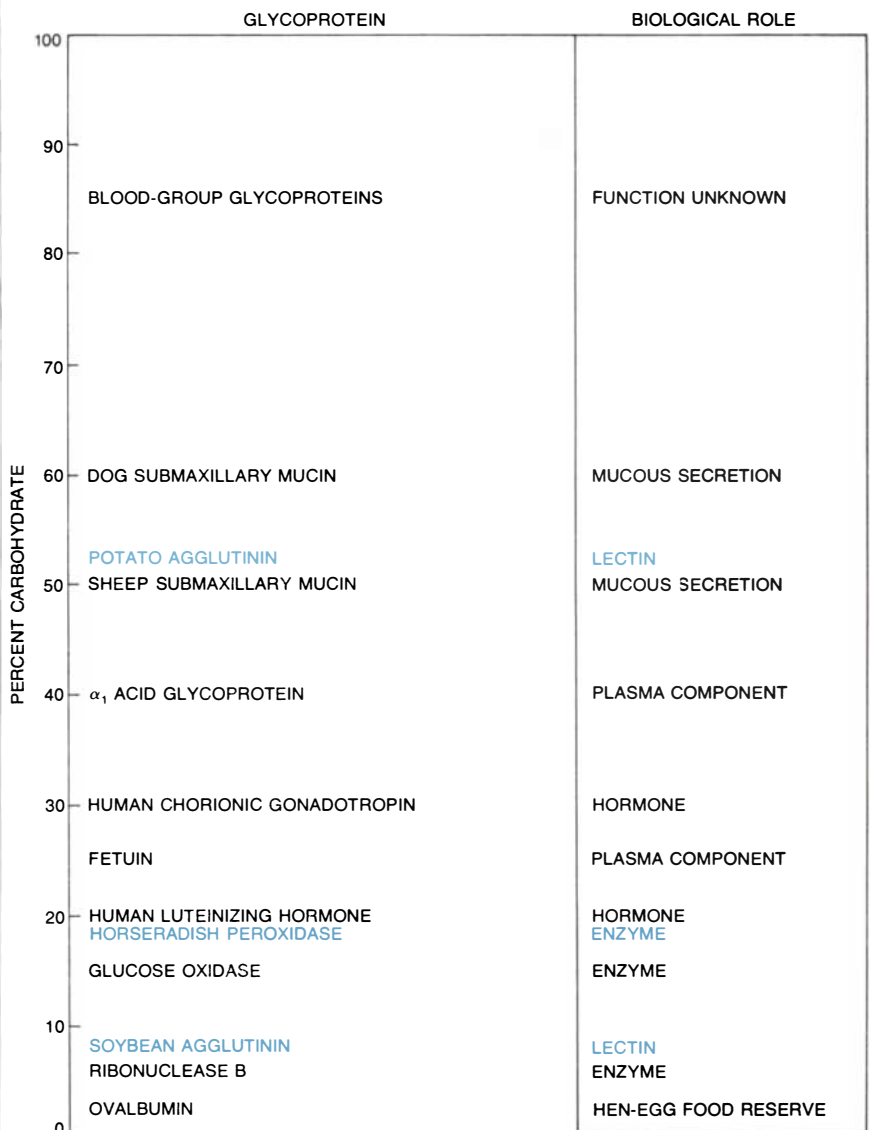 GLYCOPROTEIN BIOLOGICAL ROLE
100
90
BLOOD-GROUP GLYCOPROTEINS FUNCTION UNKNOWN
80
70
60 DOG SUBMAXILLARY MUCIN MUCOUS SECRETION
POTATO AGGLUTININ LECTIN
50 SHEEP SUBMAXILLARY MUCIN MUCOUS SECRETION
PERCENT CARBOHYDRATE
40 α₁ ACID GLYCOPROTEIN PLASMA COMPONENT
30 HUMAN CHORIONIC GONADOTROPIN HORMONE
FETUIN PLASMA COMPONENT
20 HUMAN LUTEINIZING HORMONE HORMONE
HORSERADISH PEROXIDASE ENZYME
GLUCOSE OXIDASE ENZYME
10
SOYBEAN AGGLUTININ LECTIN
RIBONUCLEASE B ENZYME
OVALBUMIN HEN-EGG FOOD RESERVE
0